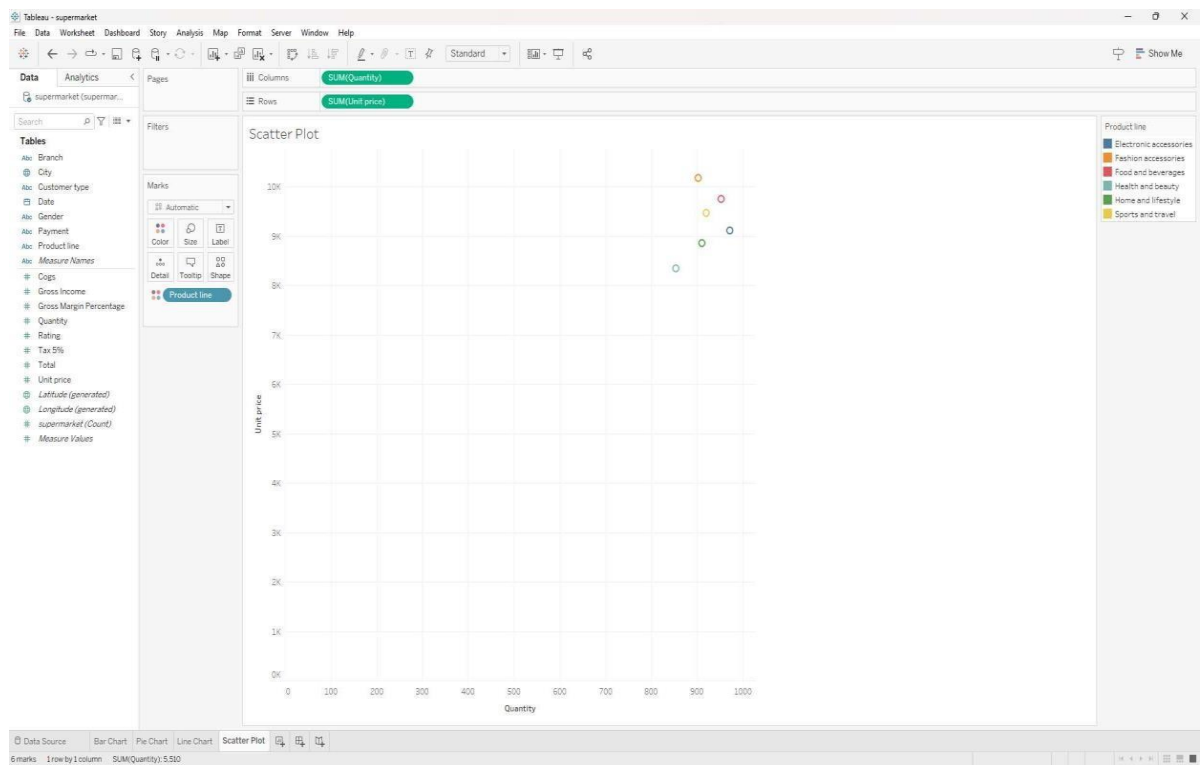 Tableau - supermarket
File Data Worksheet Dashboard Story Analysis Map Format Server Window Help
Standard
Show Me
Data Analytics
supermarket (supermar...
Search
Tables
Abc Branch
City
Abc Customer type
Date
Abc Gender
Abc Payment
Abc Product line
Abc Measure Names
# Cogs
# Gross Income
# Gross Margin Percentage
# Quantity
# Rating
# Tax 5%
# Total
# Unit price
Latitude (generated)
Longitude (generated)
# supermarket (Count)
# Measure Values
Pages
Filters
Marks
Automatic
Color Size Label
Detail Tooltip Shape
Product line
Columns SUM(Quantity)
Rows SUM(Unit price)
Scatter Plot
10K
9K
8K
7K
6K
5K
4K
3K
2K
1K
0K
Unit price
0 100 200 300 400 500 600 700 800 900 1000
Quantity
Product line
Electronic accessories
Fashion accessories
Food and beverages
Health and beauty
Home and lifestyle
Sports and travel
Data Source Bar Chart Pie Chart Line Chart Scatter Plot
6 marks 1 row by 1 column SUM(Quantity): 5,510